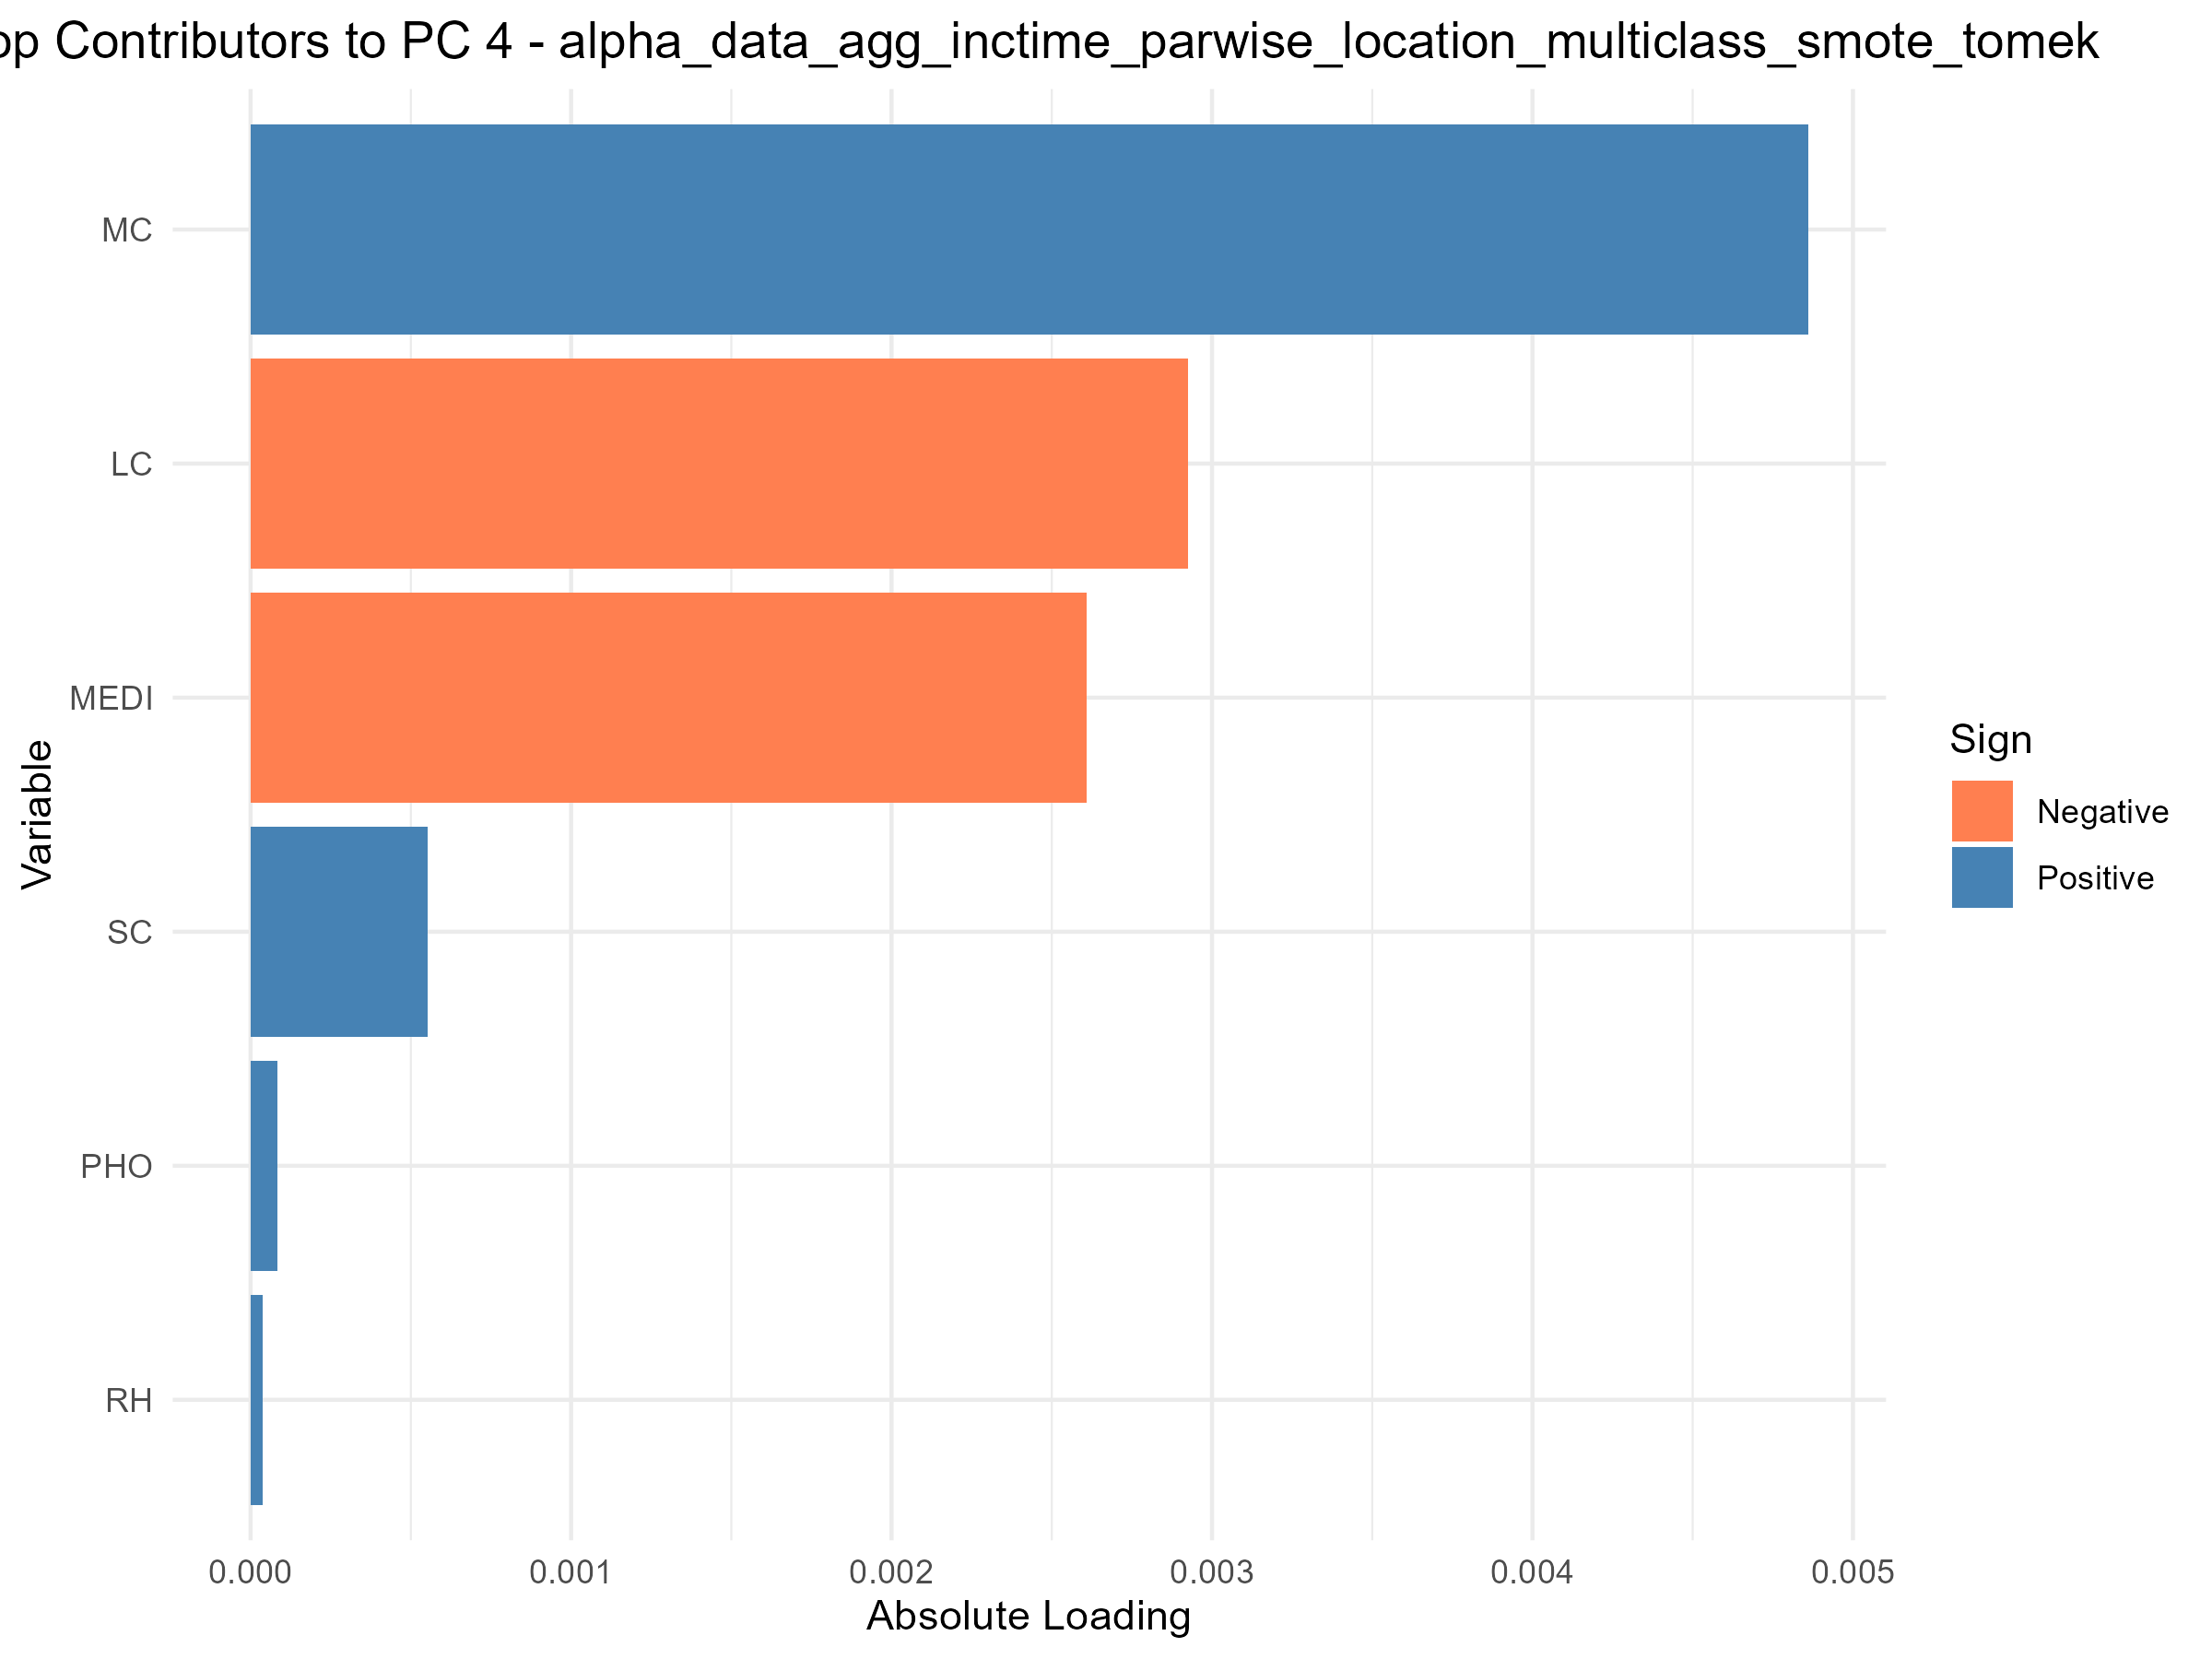 op Contributors to PC 4 - alpha_data_agg_inctime_parwise_location_multiclass_smote_tomek
MC
LC
MEDI
SC
PHO
RH
Variable
0.000 0.001 0.002 0.003 0.004 0.005
Absolute Loading
Sign
Negative
Positive